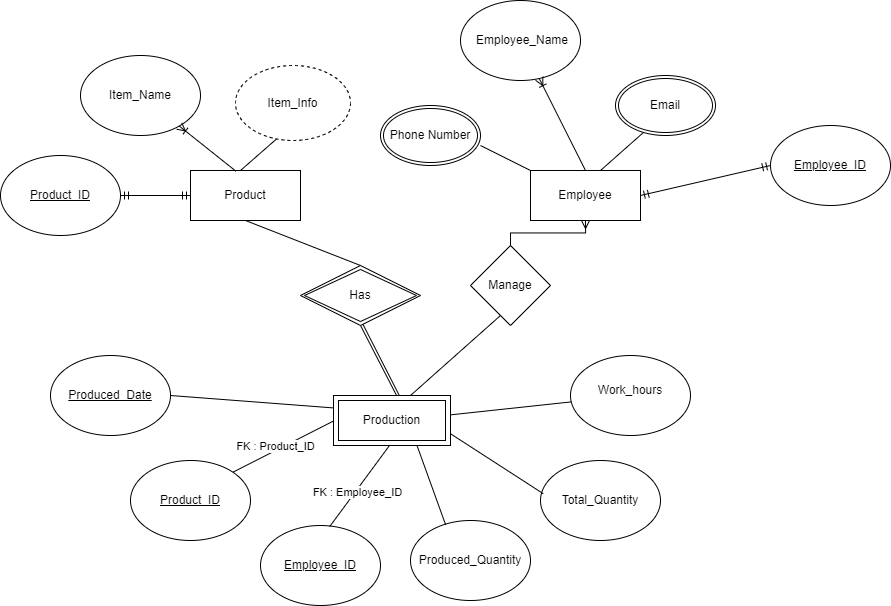 Employee_Name
Item_Name
Item_Info
Email
Phone Number
Employee_ID
Product_ID
Product
Employee
Has
Manage
Produced_Date
Work_hours
Production
FK : Product_ID
FK : Employee_ID
Product_ID
Total_Quantity
Employee_ID
Produced_Quantity